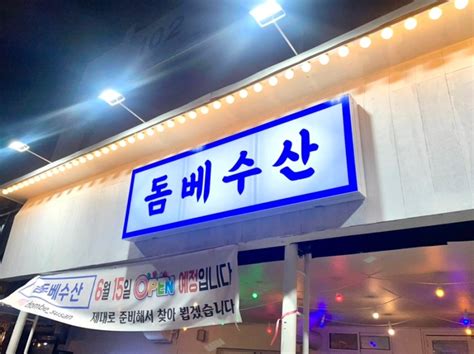 돔베수산
돔베수산 6월 15일 OPEN 예정입니다
dombe_susan
제대로 준비해서 찾아 뵙겠습니다